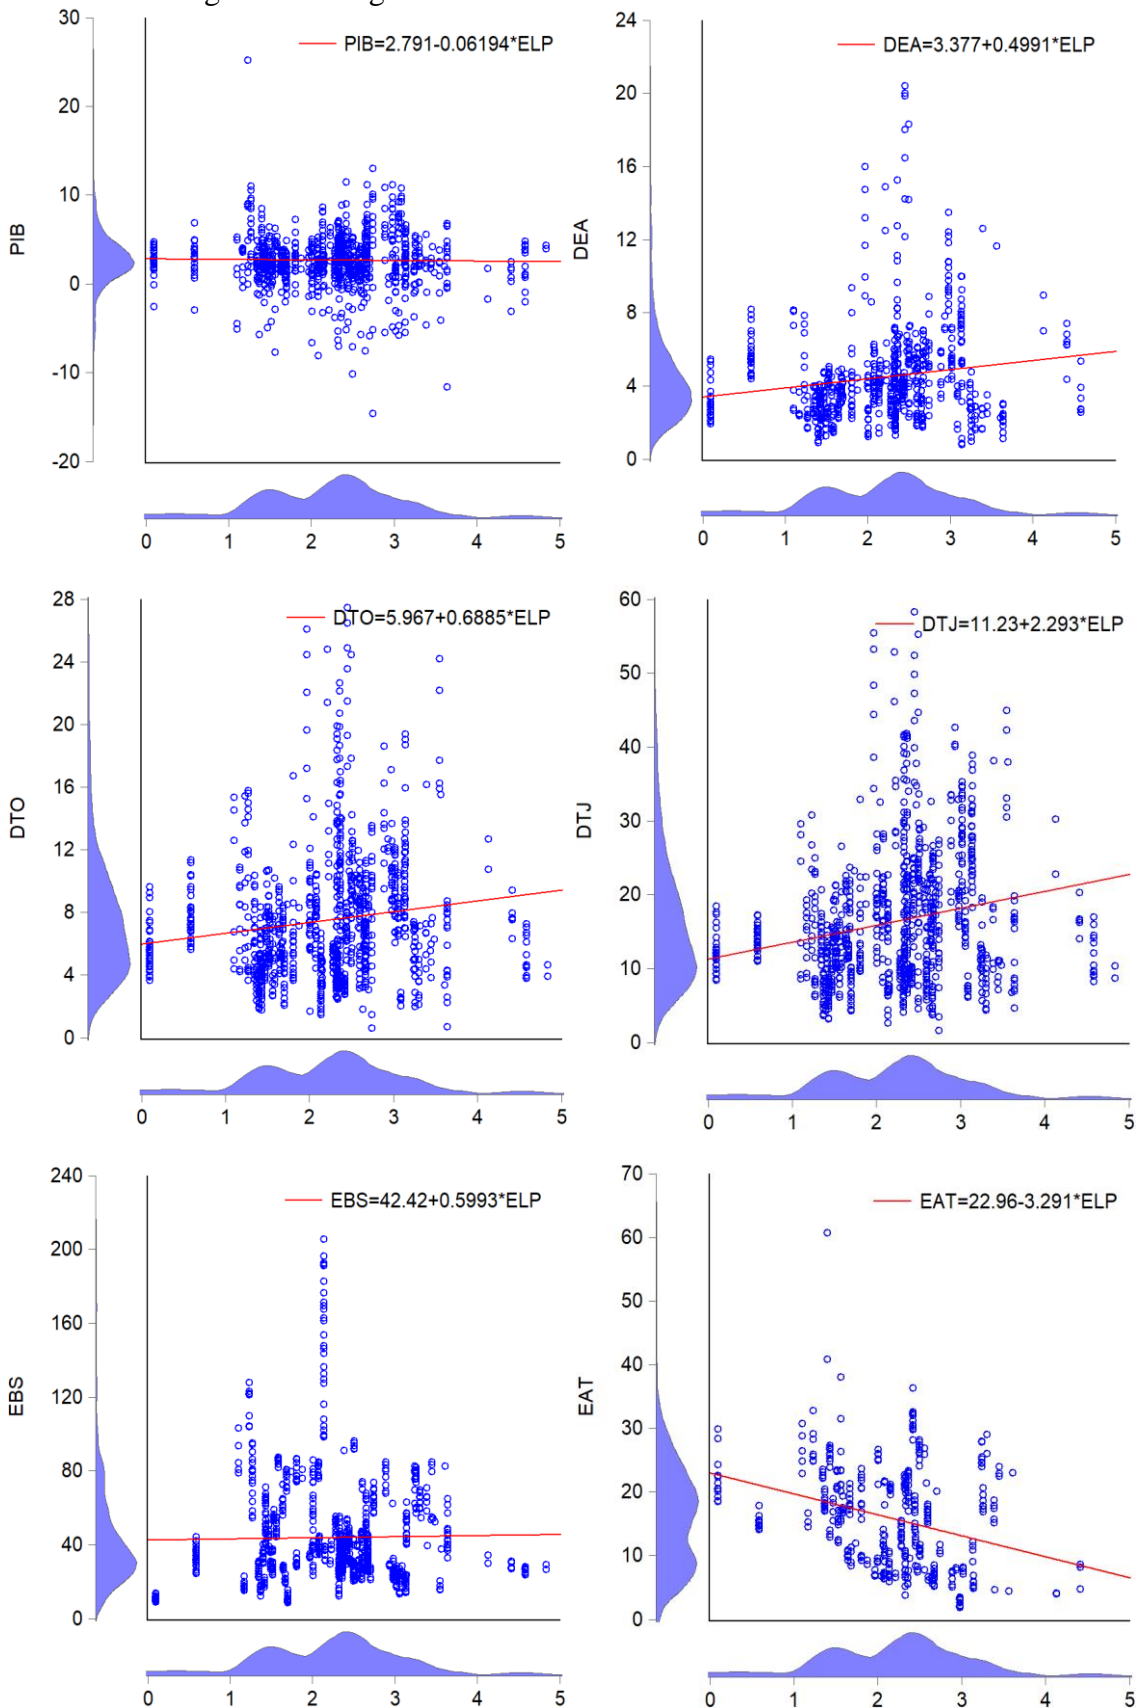 30
20
10
0
-10
-20
PIB
PIB=2.791-0.06194*ELP
0 1 2 3 4 5
24
20
16
12
8
4
0
DEA
DEA=3.377+0.4991*ELP
0 1 2 3 4 5
28
24
20
16
12
8
4
0
DTO
DTO=5.967+0.6885*ELP
0 1 2 3 4 5
60
50
40
30
20
10
0
DTJ
DTJ=11.23+2.293*ELP
0 1 2 3 4 5
240
200
160
120
80
40
0
EBS
EBS=42.42+0.5993*ELP
0 1 2 3 4 5
70
60
50
40
30
20
10
0
EAT
EAT=22.96-3.291*ELP
0 1 2 3 4 5